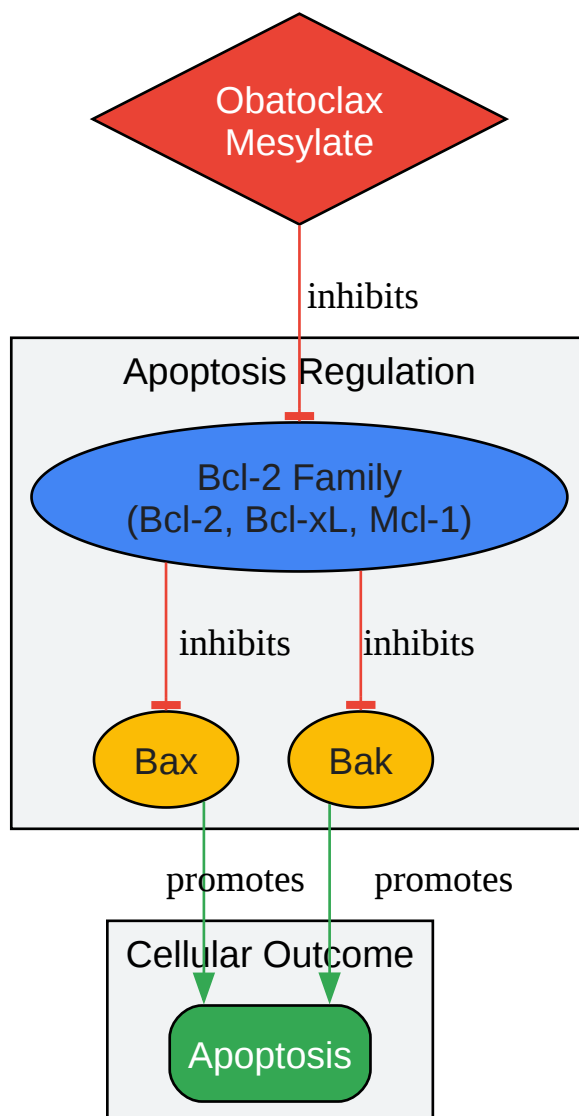 Obatoclax
Mesylate
inhibits
Apoptosis Regulation
Bcl-2 Family
(Bcl-2, Bcl-xL, Mcl-1)
inhibits
inhibits
Bax
Bak
promotes
promotes
Cellular Outcome
Apoptosis